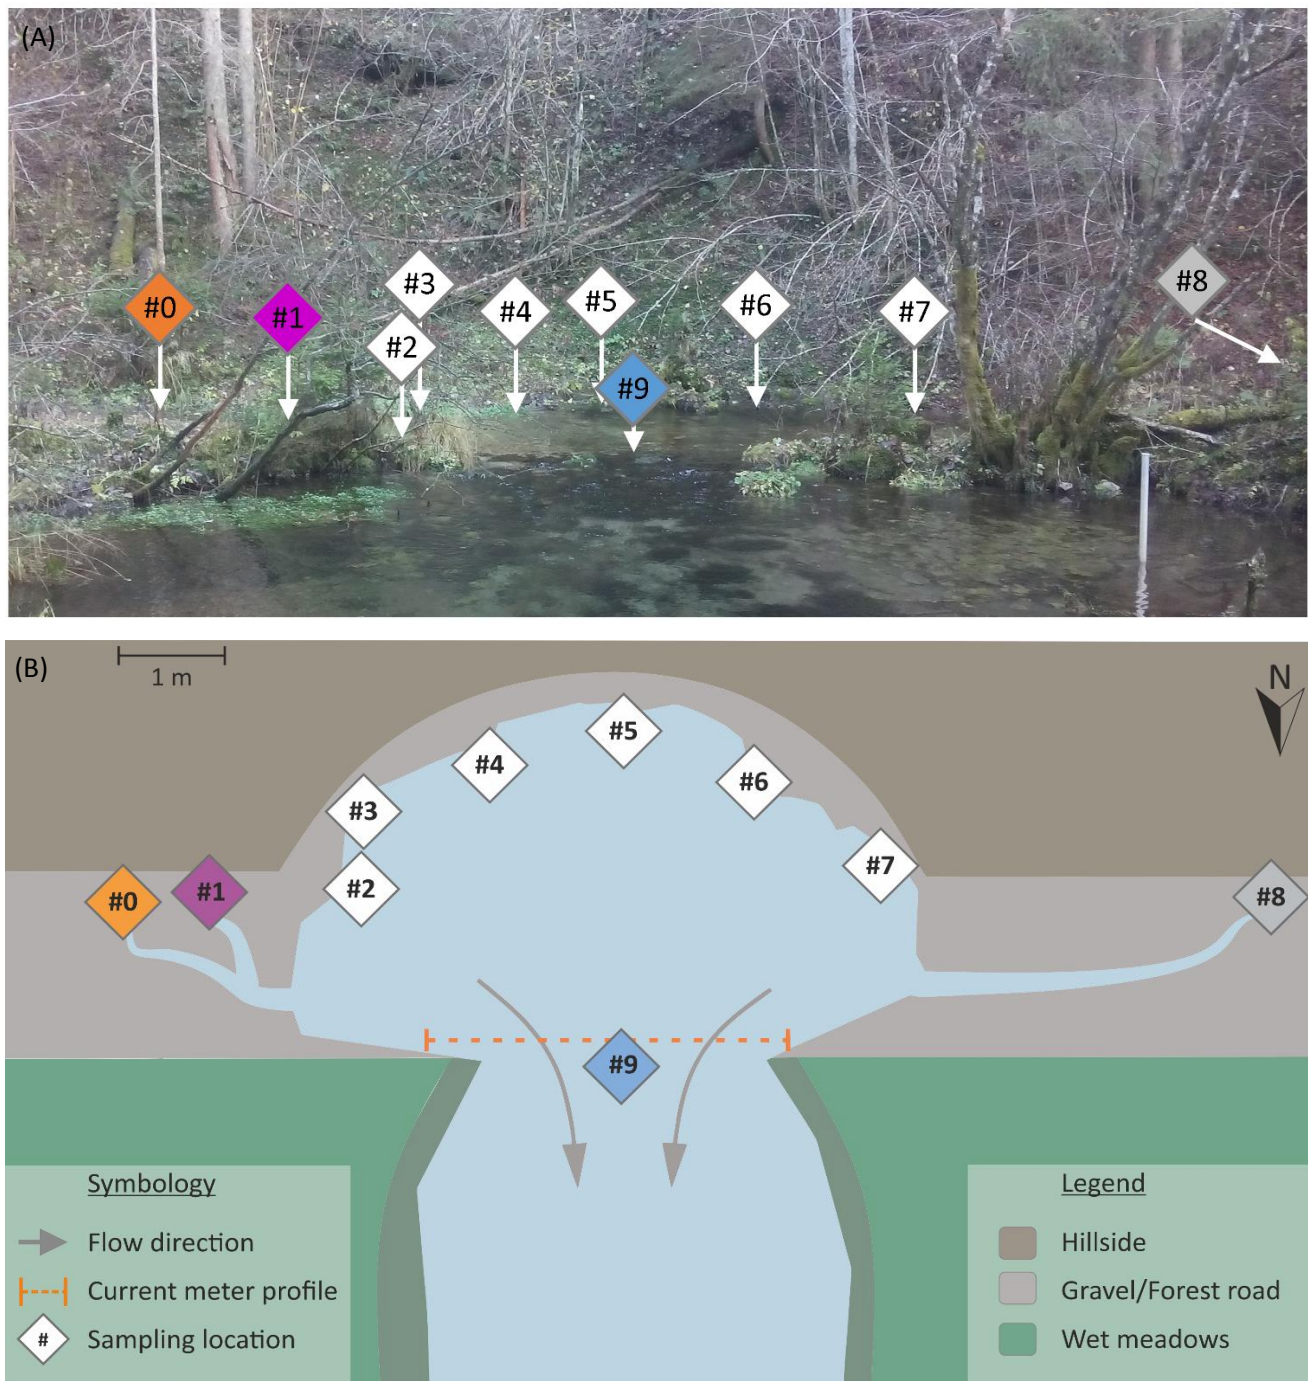 (A)
#0
#1
#2
#3
#4
#5
#9
#6
#7
#8
(B)
1 m
N
#0
#1
#2
#3
#4
#5
#6
#7
#8
#9
Symbology
Flow direction
Current meter profile
# Sampling location
Legend
Hillside
Gravel/Forest road
Wet meadows